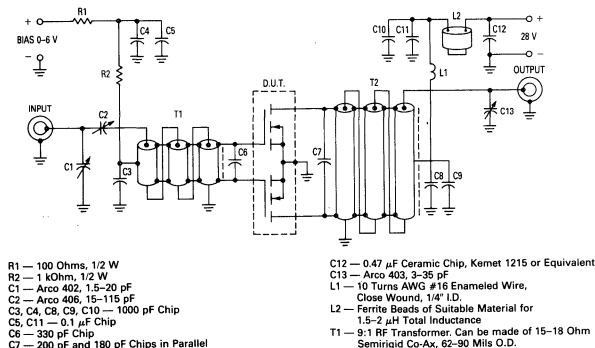 R1
+
BIAS 0–6 V
–
C4
C5
R2
INPUT
C2
T1
C1
C3
D.U.T.
C6
C7
T2
L2
+
C10
C11
C12
28 V
–
L1
OUTPUT
C13
C8
C9
R1 — 100 Ohms, 1/2 W
R2 — 1 kOhm, 1/2 W
C1 — Arco 402, 1.5-20 pF
C2 — Arco 406, 15–115 pF
C3, C4, C8, C9, C10 — 1000 pF Chip
C5, C11 — 0.1 μF Chip
C6 — 330 pF Chip
C7 — 200 pF and 180 pF Chips in Parallel
C12 — 0.47 μF Ceramic Chip, Kemet 1215 or Equivalent
C13 — Arco 403, 3–35 pF
L1 — 10 Turns AWG #16 Enameled Wire,
Close Wound, 1/4" I.D.
L2 — Ferrite Beads of Suitable Material for
1.5–2 μH Total Inductance
T1 — 9:1 RF Transformer. Can be made of 15–18 Ohm
Semirigid Co-Ax, 62–90 Mils O.D.